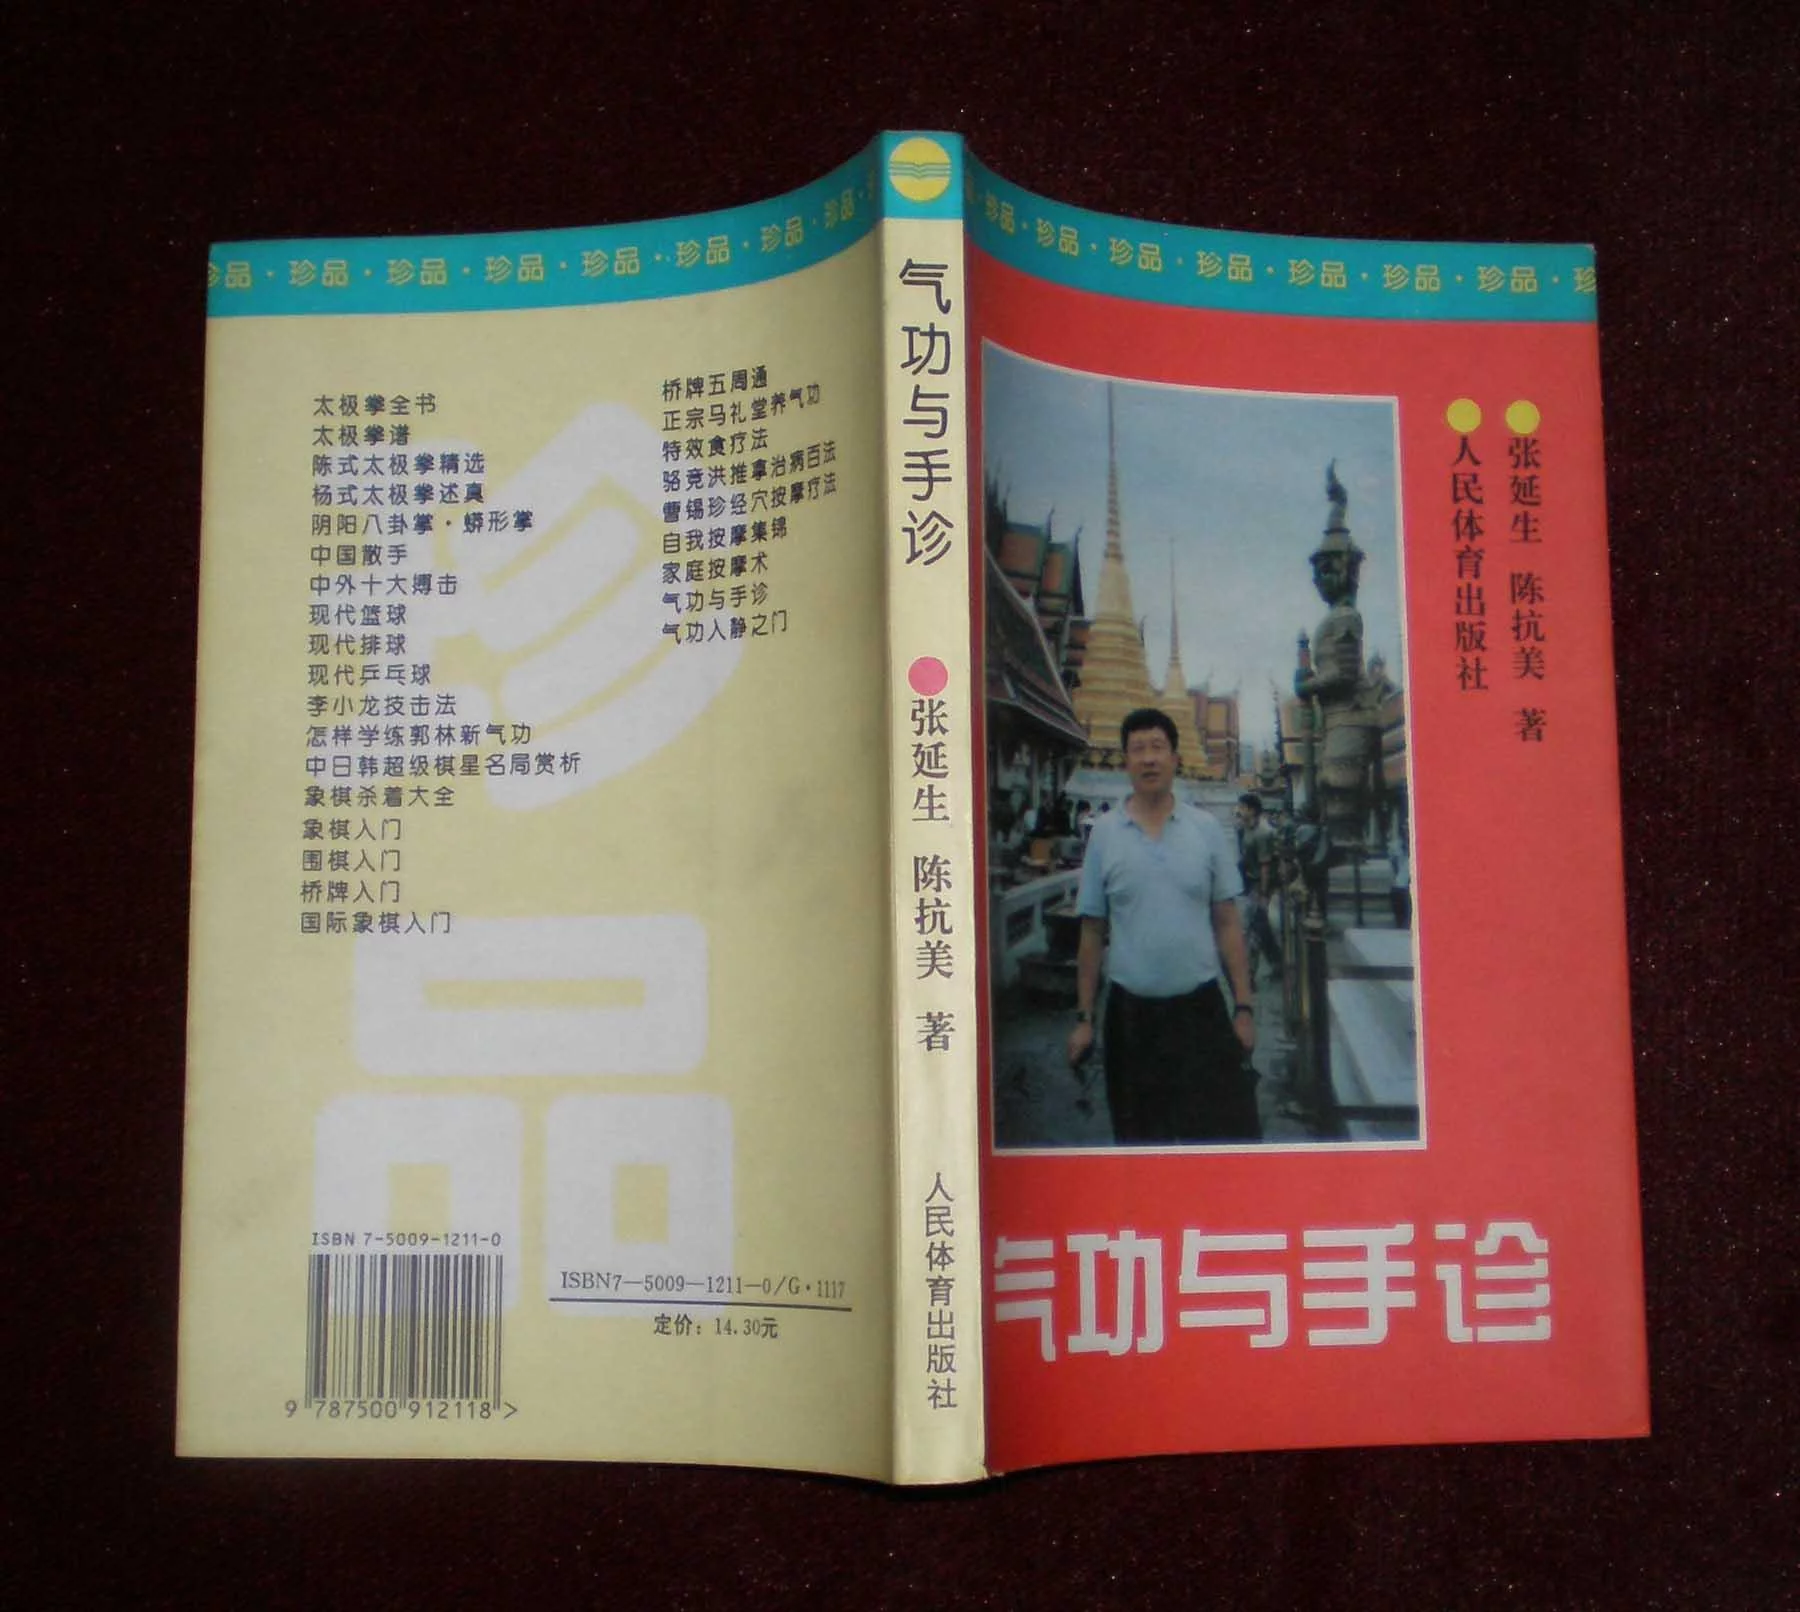 品·珍品·珍品·珍品·珍品·珍品·珍品·珍品
太极拳全书
太极拳谱
陈式太极拳精选
杨式太极拳述真
阴阳八卦掌·蟒形掌
中国散手
中外十大搏击
现代篮球
现代排球
现代乒乓球
李小龙技击法
怎样学练郭林新气功
中日韩超级棋星名局赏析
象棋杀着大全
象棋入门
围棋入门
桥牌入门
国际象棋入门
桥牌五周通
正宗马礼堂养气功
特效食疗法
骆竞洪推拿治病百法
曹锡珍经穴按摩疗法
自我按摩集锦
家庭按摩术
气功与手诊
气功入静之门
珍品
ISBN 7-5009-1211-0
9 787500 912118 >
ISBN7—5009—1211—0/G·1117
定价：14.30元
气功与手诊
张延生 陈抗美 著
人民体育出版社
珍品·珍品·珍品·珍品·珍品·珍品·珍品·珍
张延生 陈抗美 著
人民体育出版社
气功与手诊